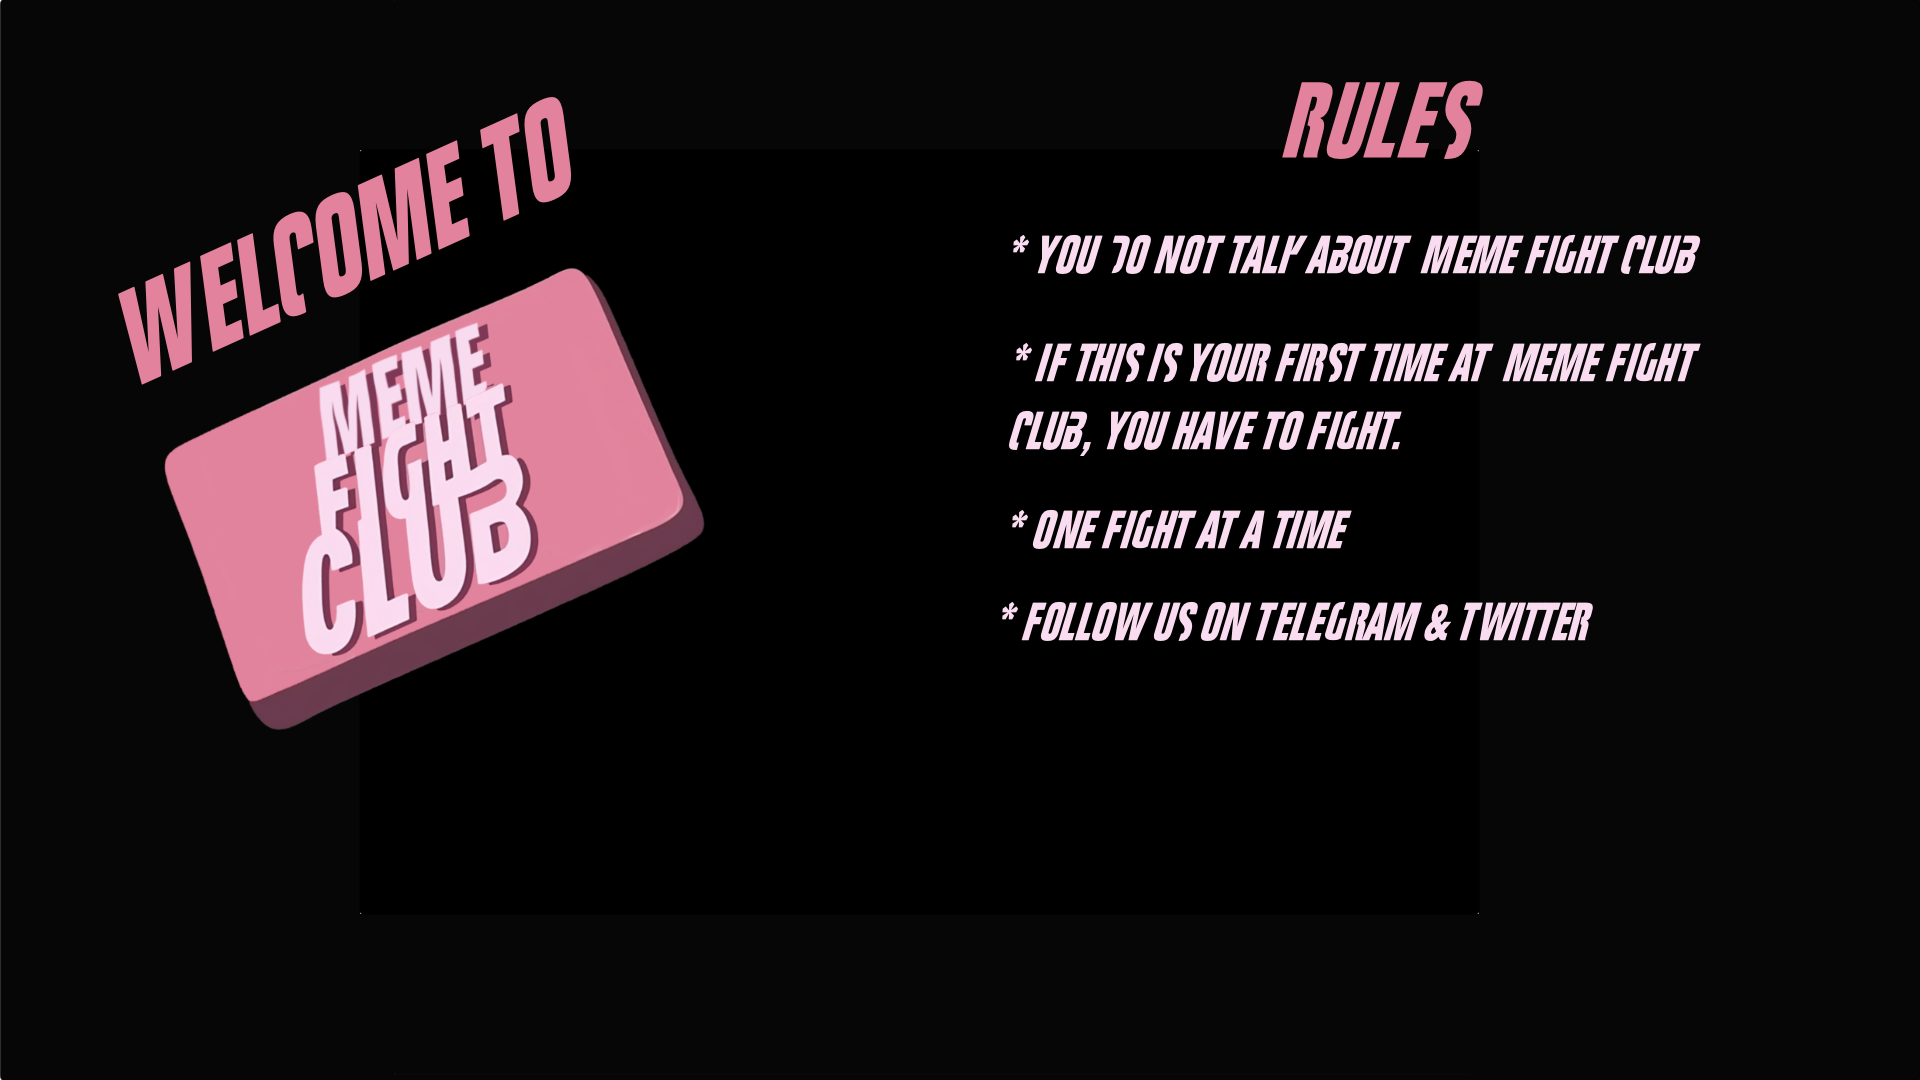 WELCOME TO
MEME
FIGHT
CLUB
RULES
* YOU DO NOT TALK ABOUT MEME FIGHT CLUB
* IF THIS IS YOUR FIRST TIME AT MEME FIGHT
CLUB, YOU HAVE TO FIGHT.
* ONE FIGHT AT A TIME
* FOLLOW US ON TELEGRAM & TWITTER